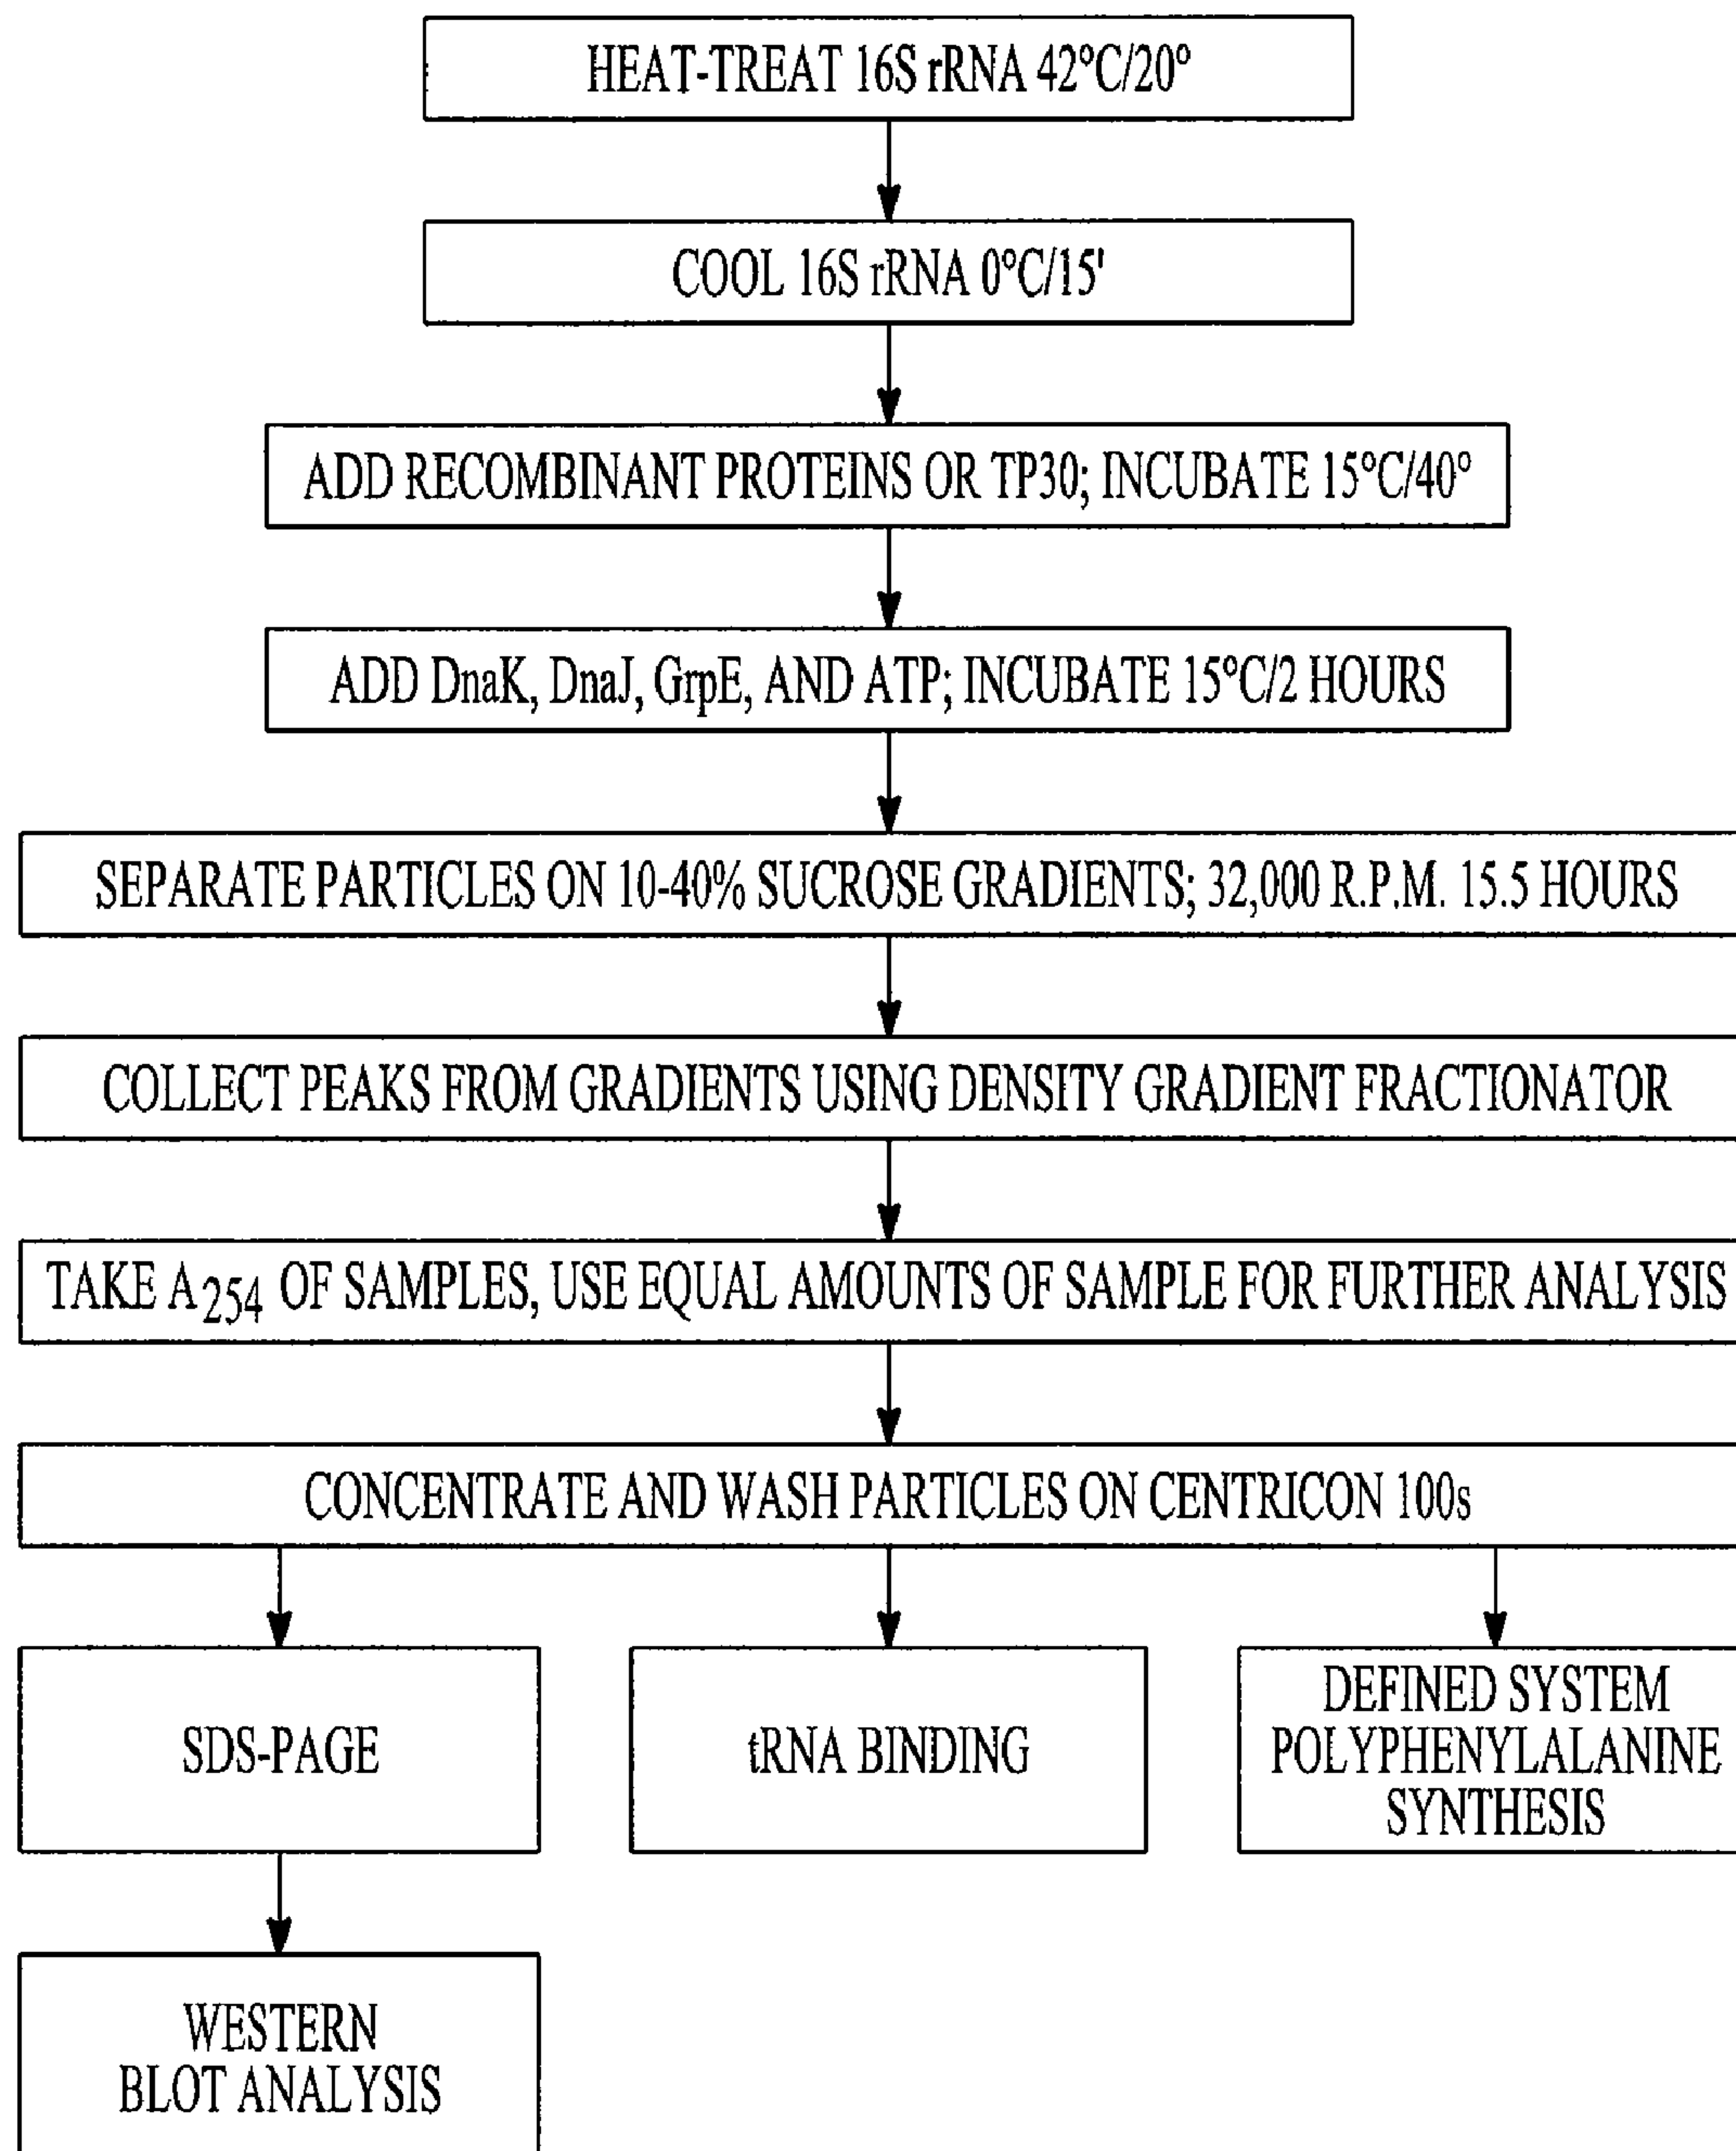 HEAT-TREAT 16S rRNA 42°C/20°
COOL 16S rRNA 0°C/15'
ADD RECOMBINANT PROTEINS OR TP30; INCUBATE 15°C/40°
ADD DnaK, DnaJ, GrpE, AND ATP; INCUBATE 15°C/2 HOURS
SEPARATE PARTICLES ON 10-40% SUCROSE GRADIENTS; 32,000 R.P.M. 15.5 HOURS
COLLECT PEAKS FROM GRADIENTS USING DENSITY GRADIENT FRACTIONATOR
TAKE A254 OF SAMPLES, USE EQUAL AMOUNTS OF SAMPLE FOR FURTHER ANALYSIS
CONCENTRATE AND WASH PARTICLES ON CENTRICON 100s
SDS-PAGE
tRNA BINDING
DEFINED SYSTEM
POLYPHENYLALANINE
SYNTHESIS
WESTERN
BLOT ANALYSIS